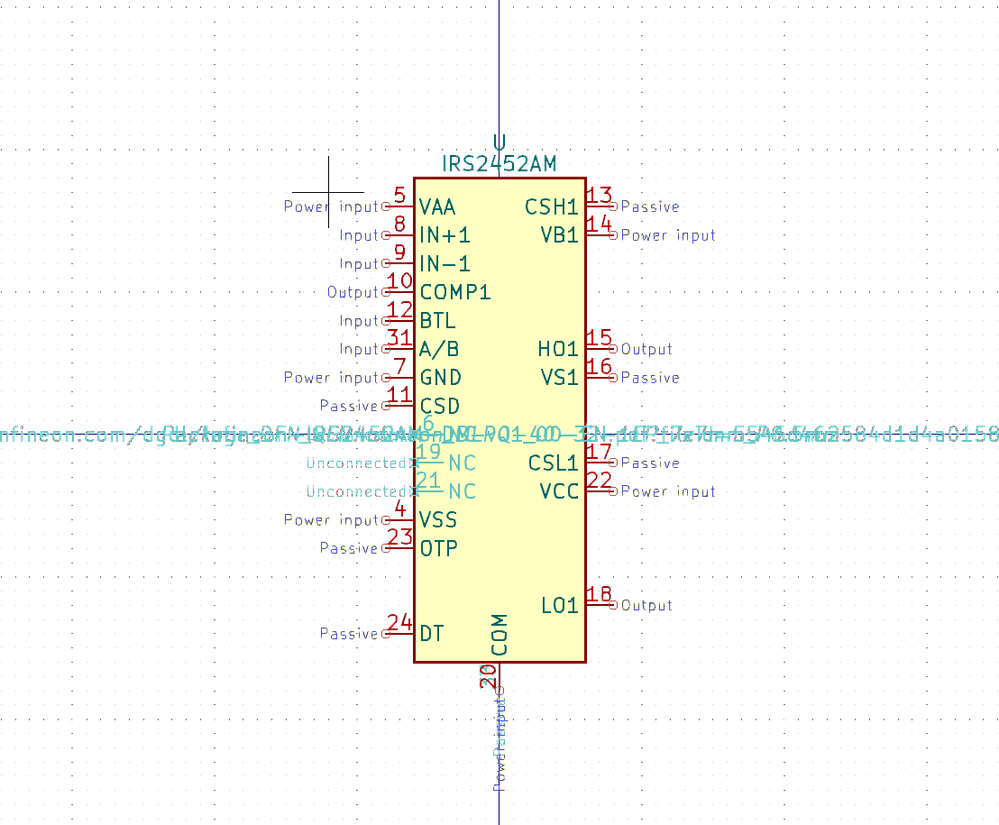 U
IRS2452AM
Power input 5 VAA CSH1 13 Passive
Input 8 IN+1 VB1 14 Power input
Input 9 IN-1
Output 10 COMP1
Input 12 BTL
Input 31 A/B HO1 15 Output
Power input 7 GND VS1 16 Passive
Passive 11 CSD
6
Unconnected 19 NC CSL1 17 Passive
Unconnected 21 NC VCC 22 Power input
Power input 4 VSS
Passive 23 OTP
LO1 18 Output
Passive 24 DT
COM
20
Power input